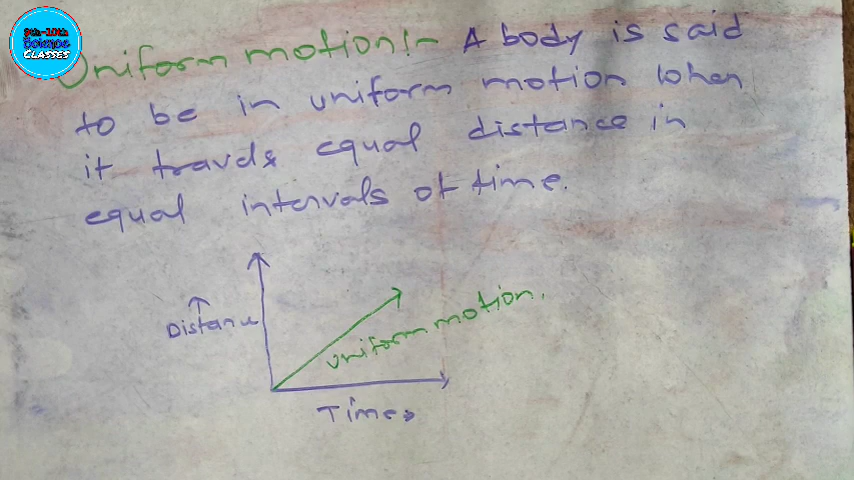 9th-10th
Science
CLASSES
Uniform motion:- A body is said
to be in uniform motion when
it travels equal distance in
equal intervals of time.
Distance
uniform motion.
Time